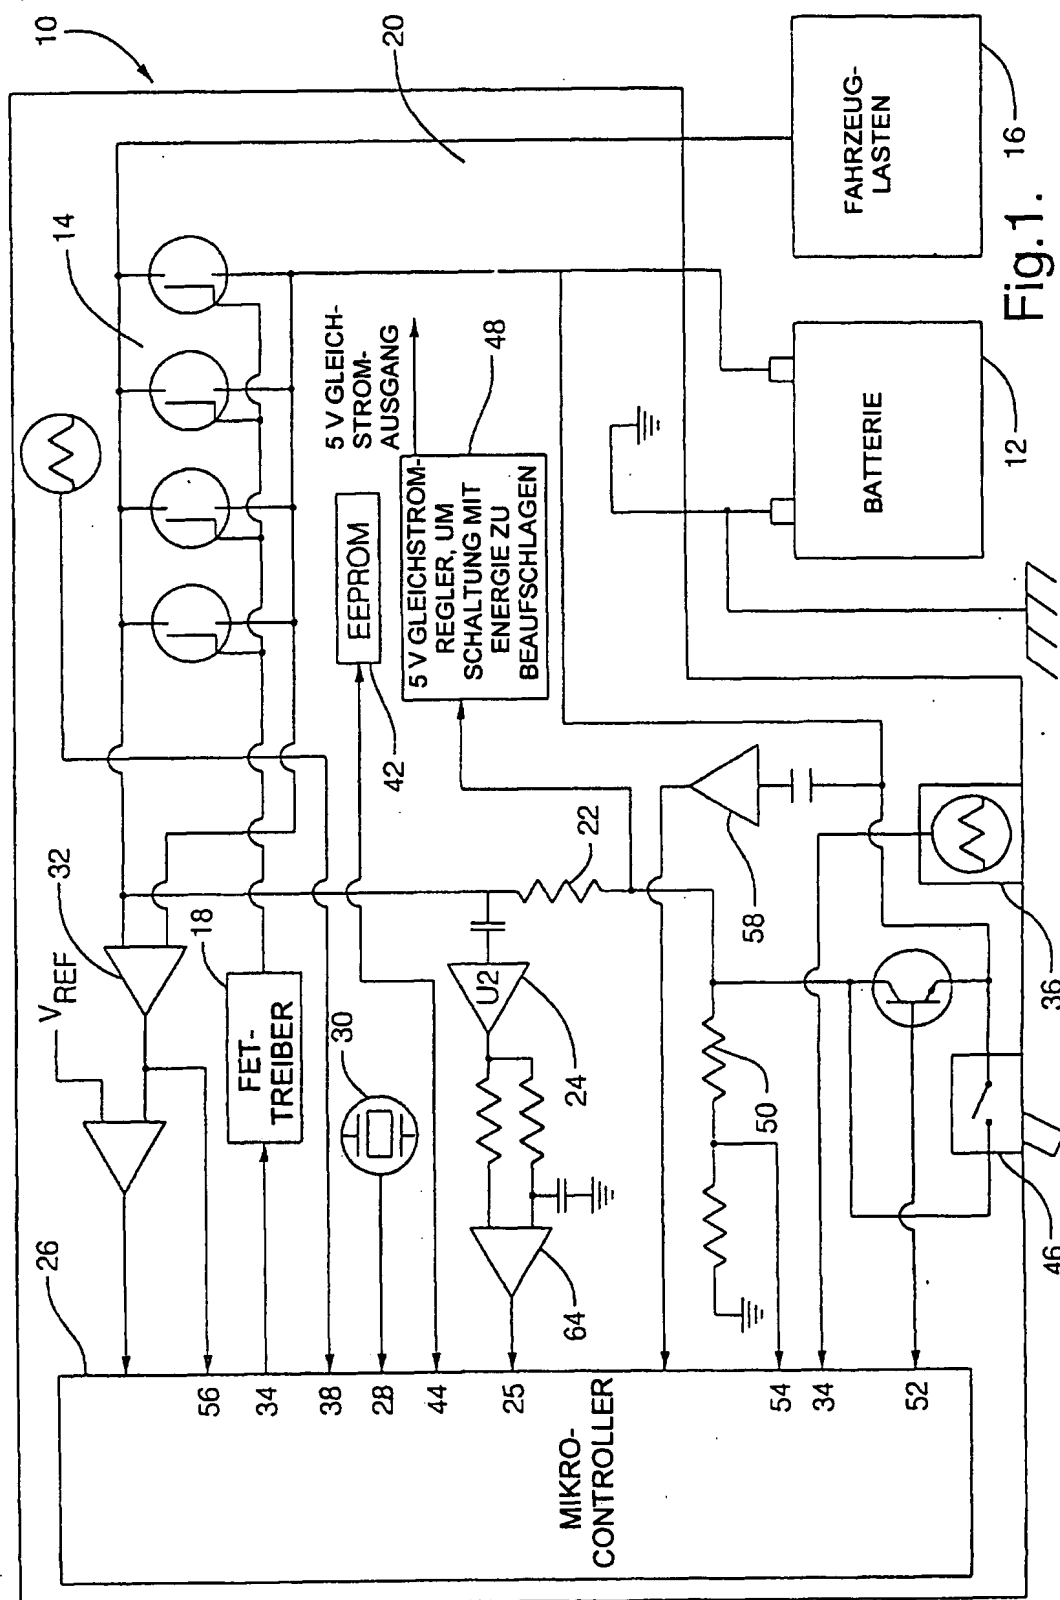 10
20
14
32
V REF
18
FET-
TREIBER
26
56
34
38
28
44
25
54
34
52
MIKRO-
CONTROLLER
30
EEPROM
42
5 V GLEICH-
STROM-
AUSGANG
48
5 V GLEICHSTROM-
REGLER, UM
SCHALTUNG MIT
ENERGIE ZU
BEAUFSCHLAGEN
22
U2
24
64
58
50
36
46
BATTERIE
12
FAHRZEUG-
LASTEN
16
Fig.1.